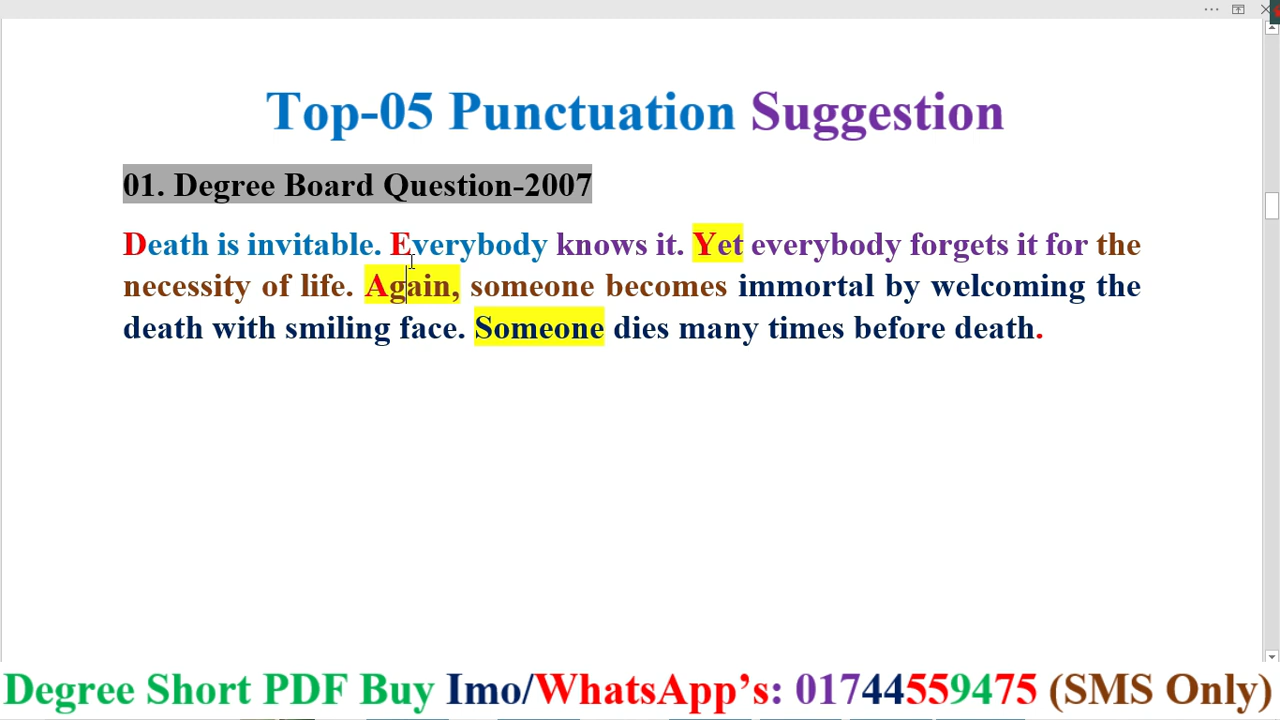 Top-05 Punctuation Suggestion
01. Degree Board Question-2007
Death is invitable. Everybody knows it. Yet everybody forgets it for the
necessity of life. Again, someone becomes immortal by welcoming the
death with smiling face. Someone dies many times before death.
Degree Short PDF Buy Imo/WhatsApp’s: 01744559475 (SMS Only)